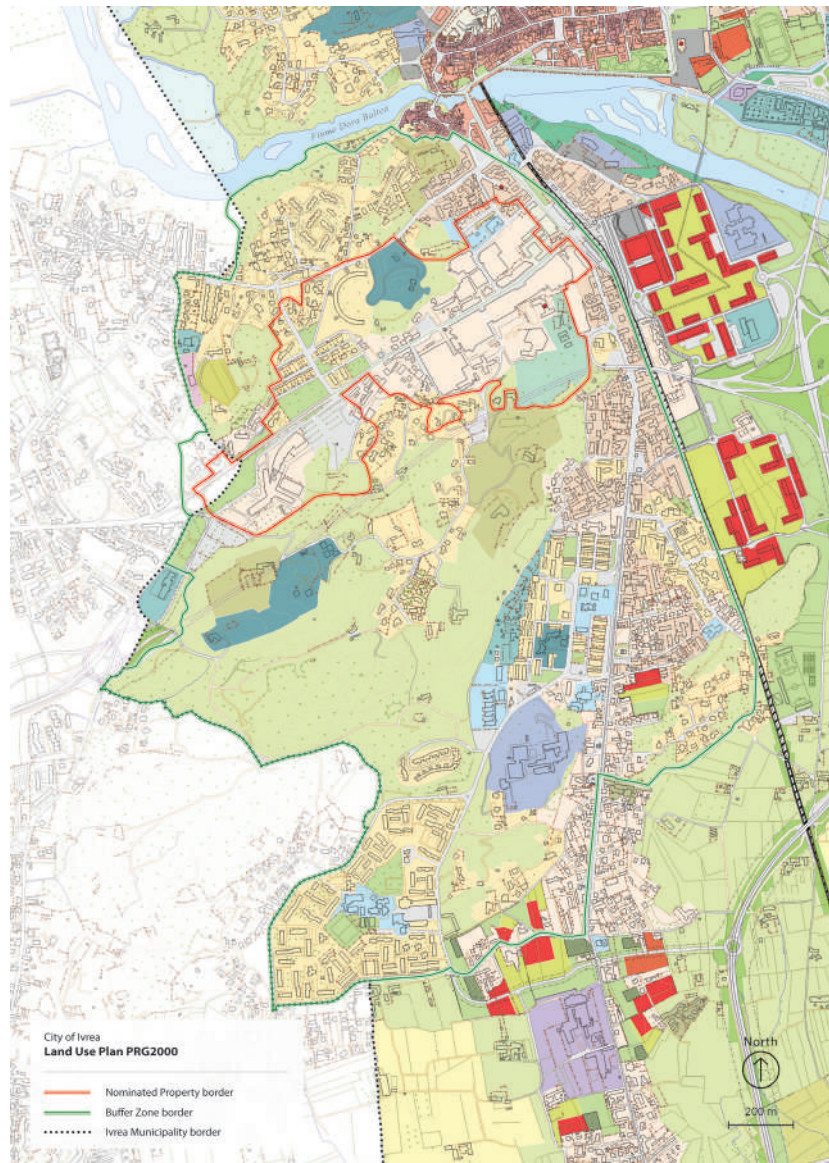 Fiume Dora Baltea
City of Ivrea
Land Use Plan PRG2000
Nominated Property border
Buffer Zone border
Ivrea Municipality border
North
200 m